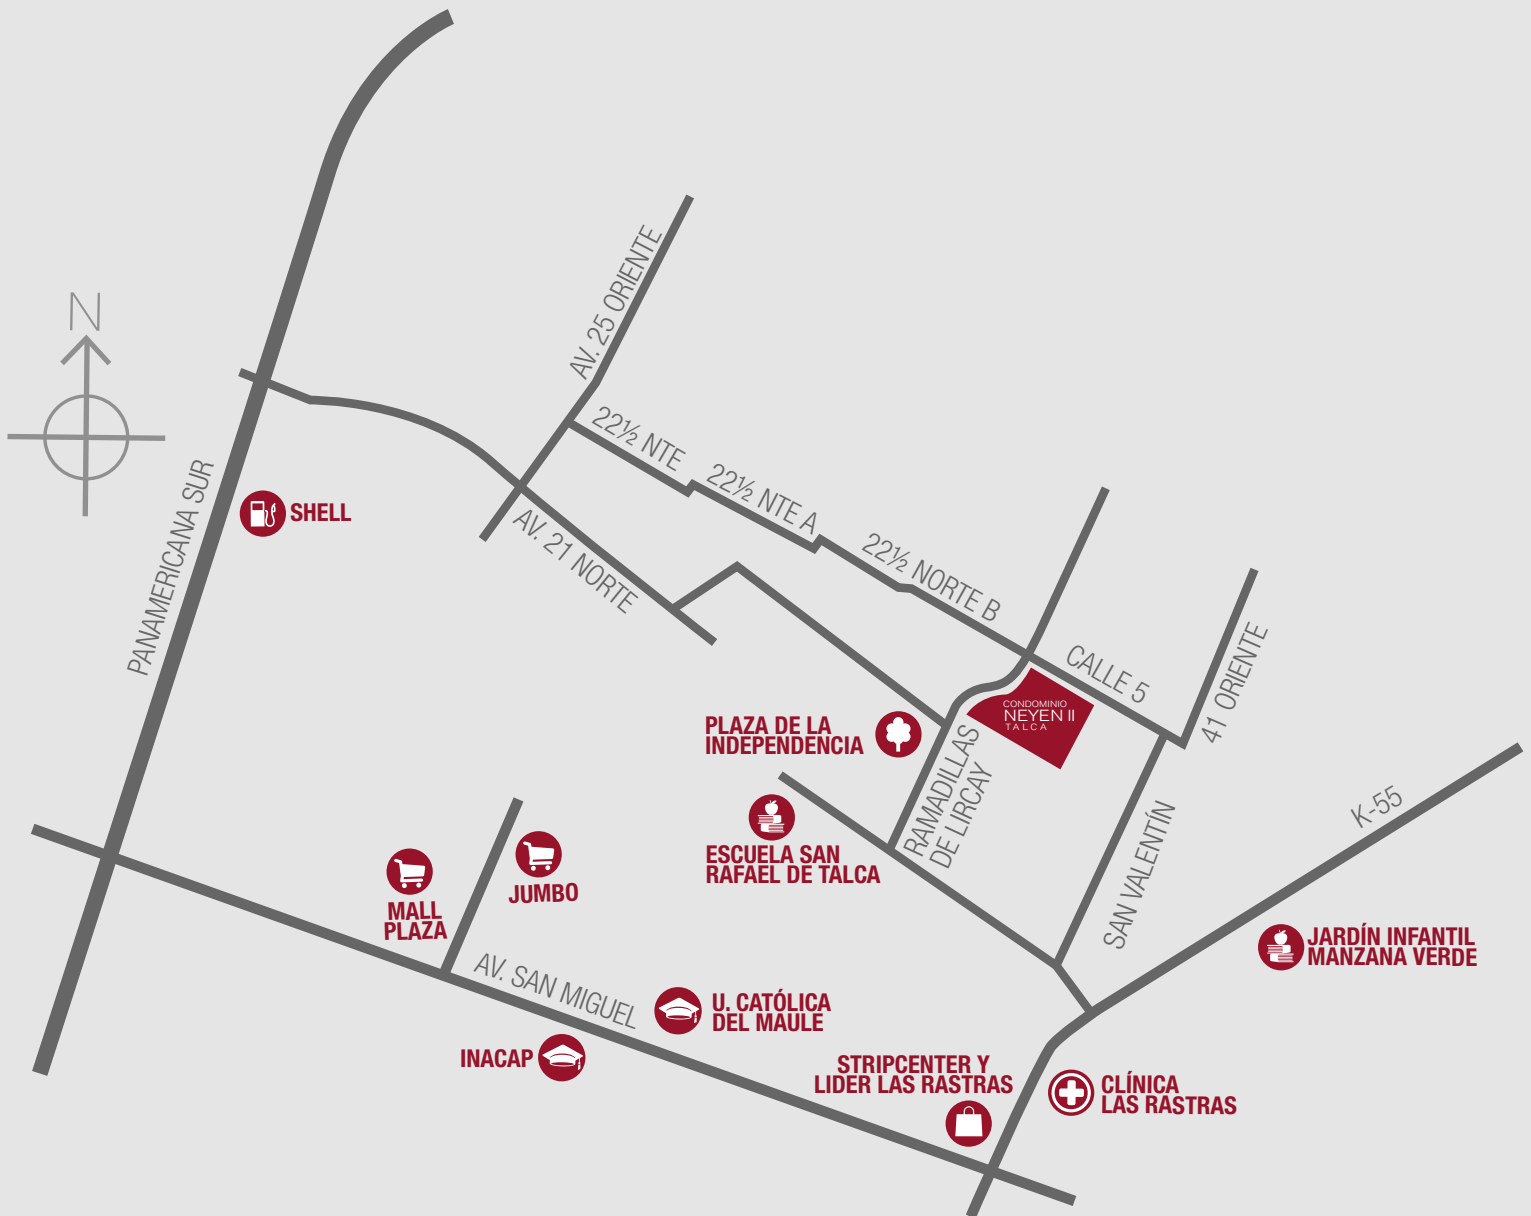 N
AV. 25 ORIENTE
22½ NTE
22½ NTE A
22½ NORTE B
SHELL
PANAMERICANA SUR
AV. 21 NORTE
CALLE 5
41 ORIENTE
CONDOMINIO
NEYEN II
TALCA
PLAZA DE LA
INDEPENDENCIA
RAMADILLAS
DE LIRCAY
K-55
ESCUELA SAN
RAFAEL DE TALCA
SAN VALENTÍN
JUMBO
MALL
PLAZA
JARDÍN INFANTIL
MANZANA VERDE
AV. SAN MIGUEL
U. CATÓLICA
DEL MAULE
INACAP
STRIPCENTER Y
LIDER LAS RASTRAS
CLÍNICA
LAS RASTRAS